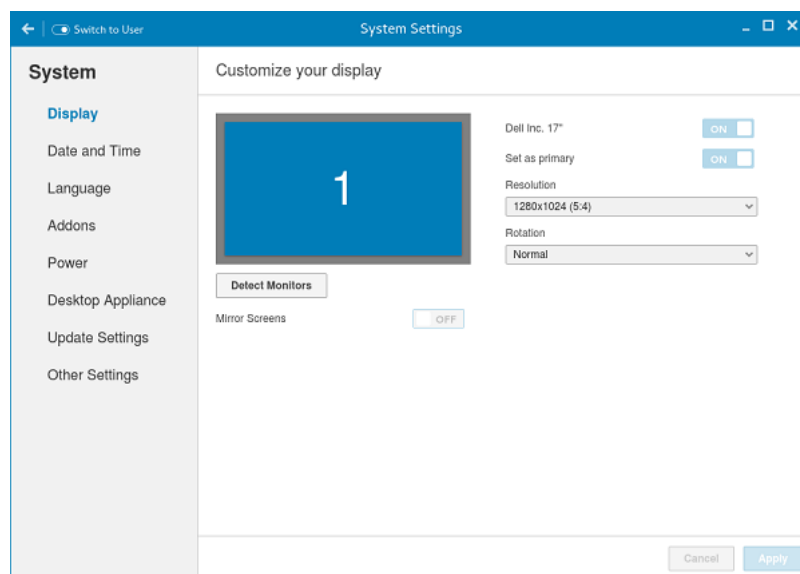 Switch to User
System Settings
System
Display
Date and Time
Language
Addons
Power
Desktop Appliance
Update Settings
Other Settings
Customize your display
1
Detect Monitors
Mirror Screens
OFF
Dell Inc. 17"
ON
Set as primary
ON
Resolution
1280x1024 (5:4)
Rotation
Normal
Cancel
Apply